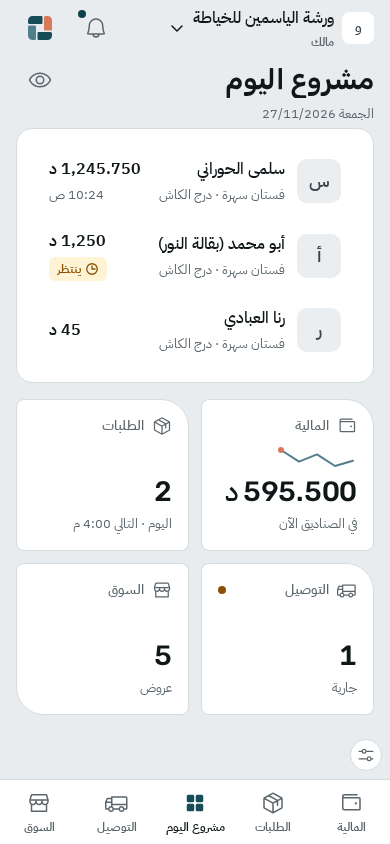 و
ورشة الياسمين للخياطة
مالك
مشروع اليوم
الجمعة 27/11/2026
س
سلمى الحوراني
1,245.750 د
فستان سهرة · درج الكاش
10:24 ص
أ
أبو محمد (بقالة النور)
1,250 د
فستان سهرة · درج الكاش
ينتظر
ر
رنا العبادي
45 د
فستان سهرة · درج الكاش
المالية
595.500 د
في الصناديق الآن
الطلبات
2
اليوم · التالي 4:00 م
التوصيل
1
جارية
السوق
5
عروض
المالية
الطلبات
مشروع اليوم
التوصيل
السوق